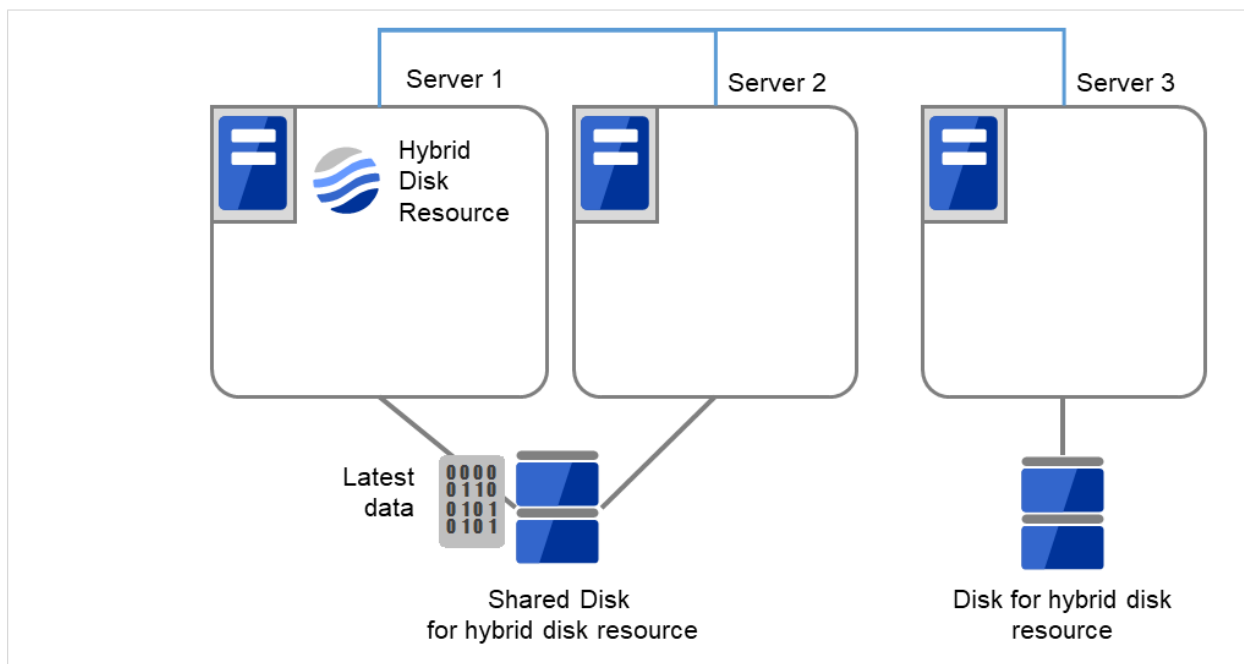 Server 1
Server 2
Server 3
Hybrid
Disk
Resource
Latest
data
0000
0110
0101
0101
Shared Disk
for hybrid disk resource
Disk for hybrid disk
resource